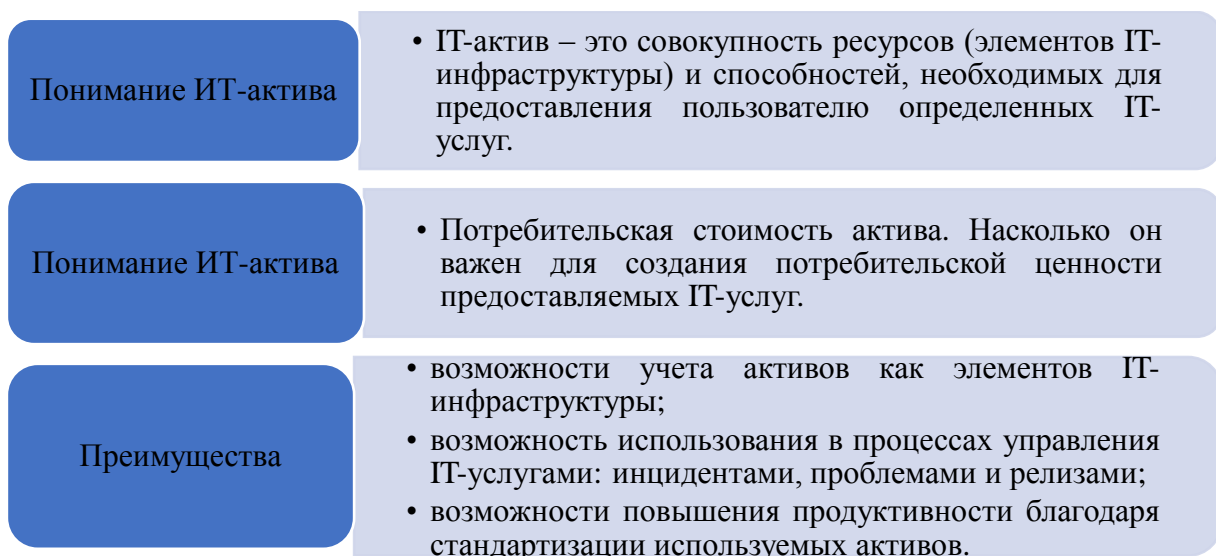 Понимание ИТ-актива
• IT-актив – это совокупность ресурсов (элементов IT-
инфраструктуры) и способностей, необходимых для
предоставления пользователю определенных IT-
услуг.
Понимание ИТ-актива
• Потребительская стоимость актива. Насколько он
важен для создания потребительской ценности
предоставляемых IT-услуг.
Преимущества
• возможности учета активов как элементов IT-
инфраструктуры;
• возможность использования в процессах управления
IT-услугами: инцидентами, проблемами и релизами;
• возможности повышения продуктивности благодаря
стандартизации используемых активов.